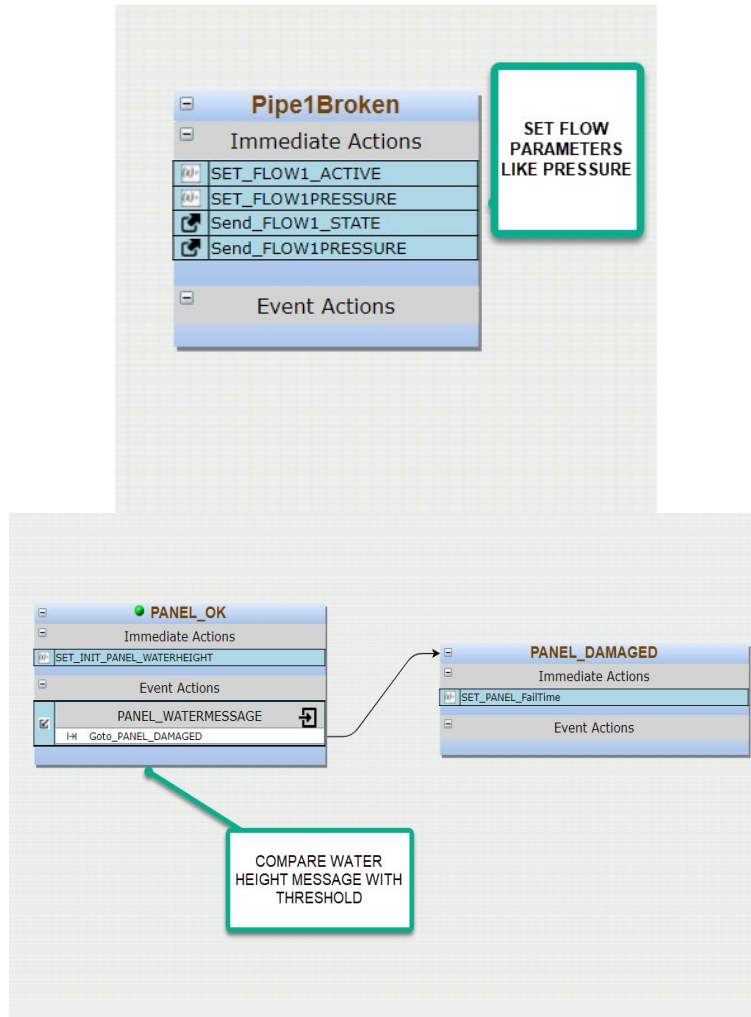 Pipe1Broken
Immediate Actions
SET_FLOW1_ACTIVE
SET_FLOW1PRESSURE
Send_FLOW1_STATE
Send_FLOW1PRESSURE
Event Actions
SET FLOW
PARAMETERS
LIKE PRESSURE
PANEL_OK
Immediate Actions
SET_INIT_PANEL_WATERHEIGHT
Event Actions
PANEL_WATERMESSAGE
Goto_PANEL_DAMAGED
PANEL_DAMAGED
Immediate Actions
SET_PANEL_FailTime
Event Actions
COMPARE WATER
HEIGHT MESSAGE WITH
THRESHOLD